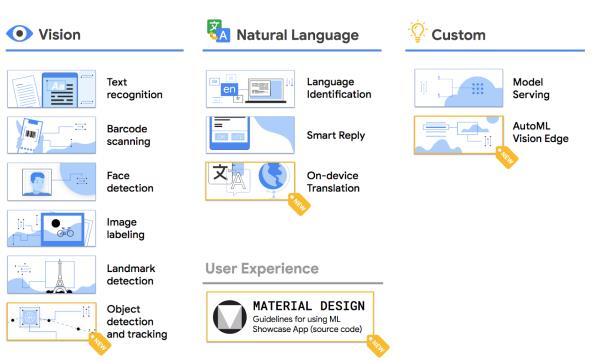 Vision
Text
recognition
Barcode
scanning
Face
detection
Image
labeling
Landmark
detection
Object
detection
and tracking
NEW
文
A
Natural Language
en
Language
Identification
Smart Reply
文
A
On-device
Translation
NEW
Custom
Model
Serving
AutoML
Vision Edge
NEW
User Experience
MATERIAL DESIGN
Guidelines for using ML
Showcase App (source code)
NEW